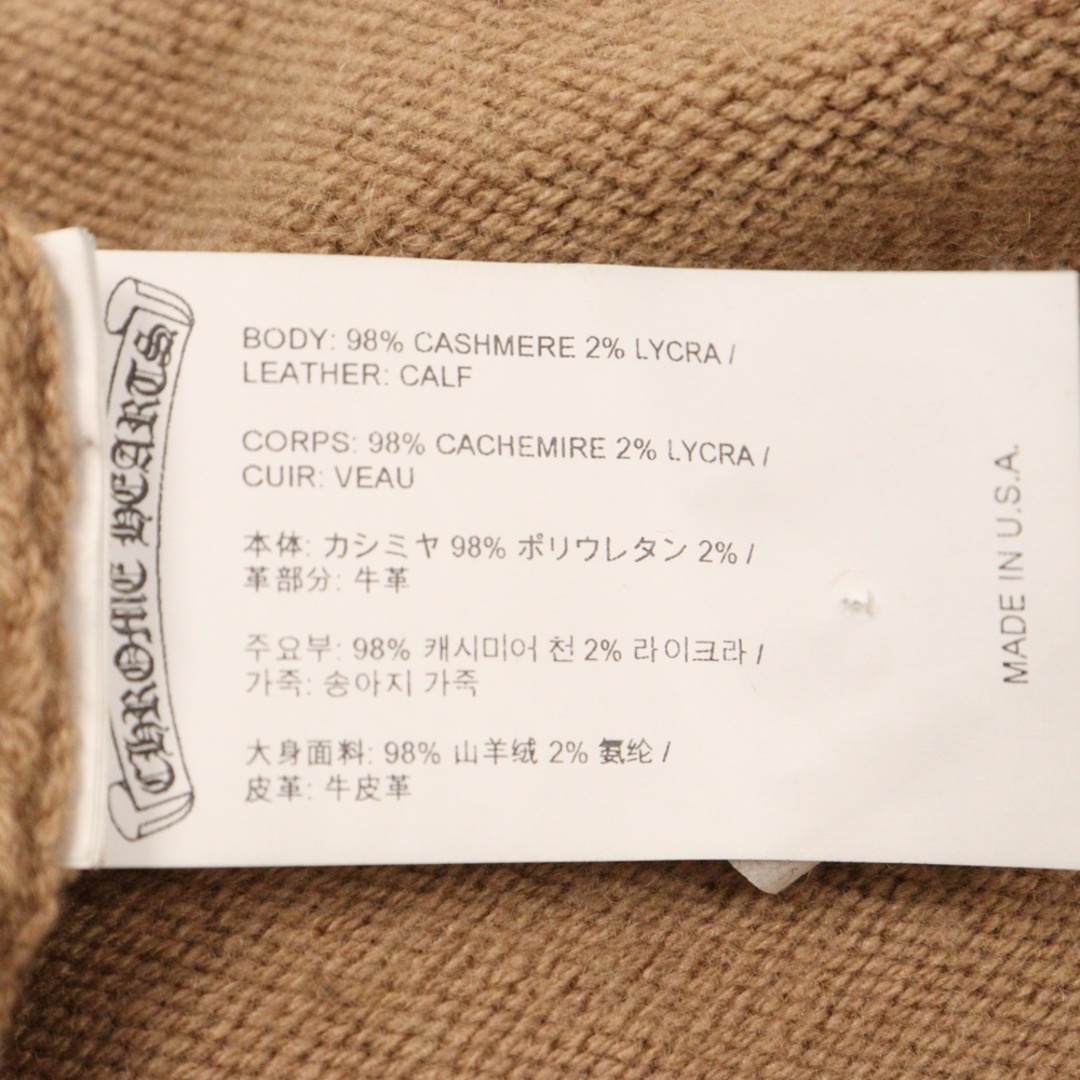 CHROME HEARTS
BODY: 98% CASHMERE 2% LYCRA /
LEATHER: CALF
CORPS: 98% CACHEMIRE 2% LYCRA /
CUIR: VEAU
本体: カシミヤ 98% ポリウレタン 2% /
革部分: 牛革
주요부: 98% 캐시미어 천 2% 라이크라 /
가죽: 송아지 가죽
大身面料: 98% 山羊绒 2% 氨纶 /
皮革: 牛皮革
MADE IN U.S.A.